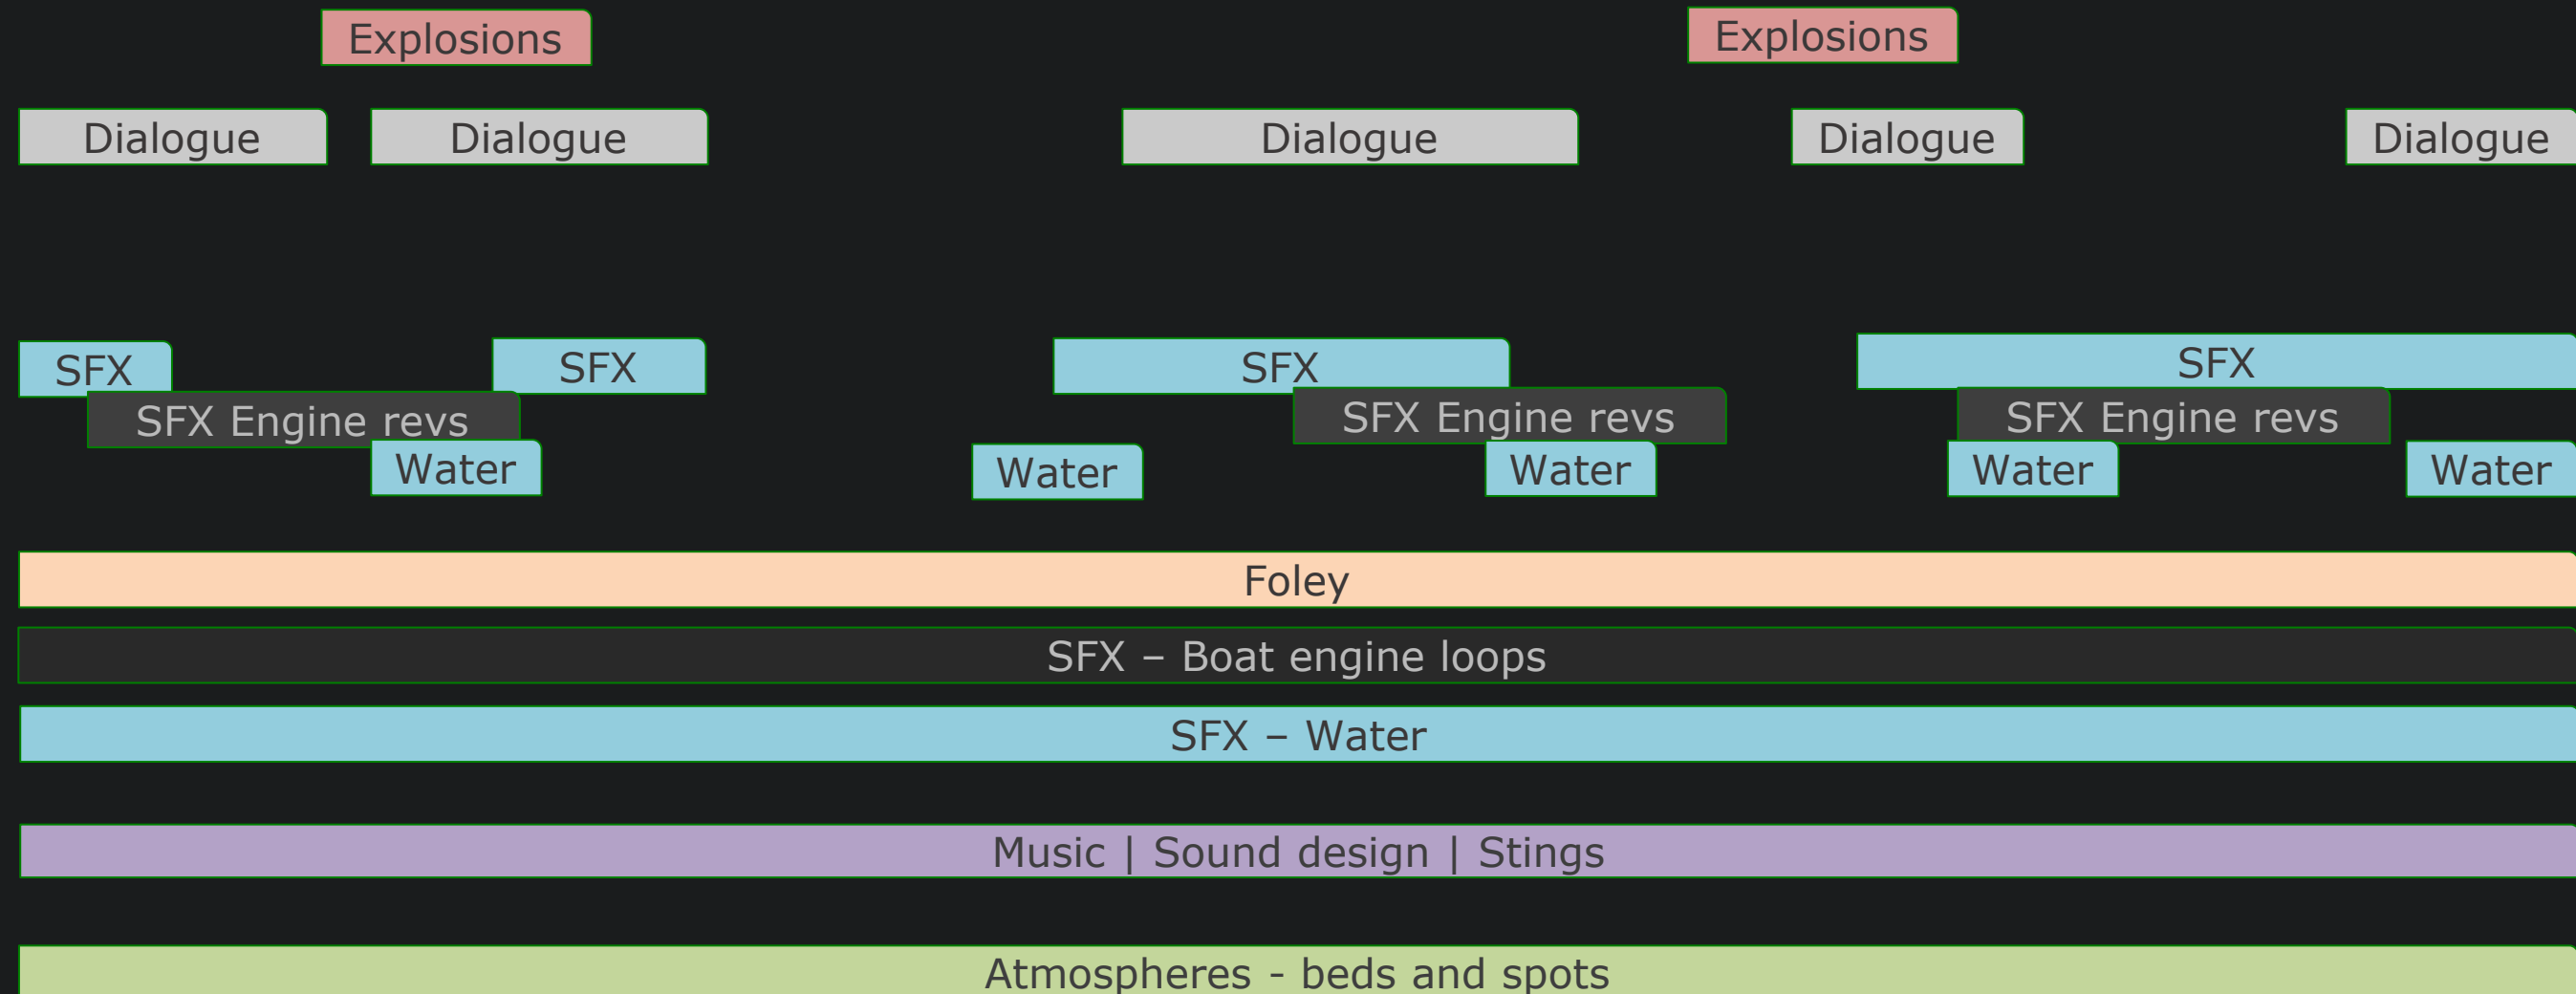 Explosions Explosions
Dialogue Dialogue Dialogue Dialogue Dialogue
SFX SFX SFX SFX
SFX Engine revs SFX Engine revs SFX Engine revs
Water Water Water Water Water
Foley
SFX – Boat engine loops
SFX – Water
Music | Sound design | Stings
Atmospheres - beds and spots